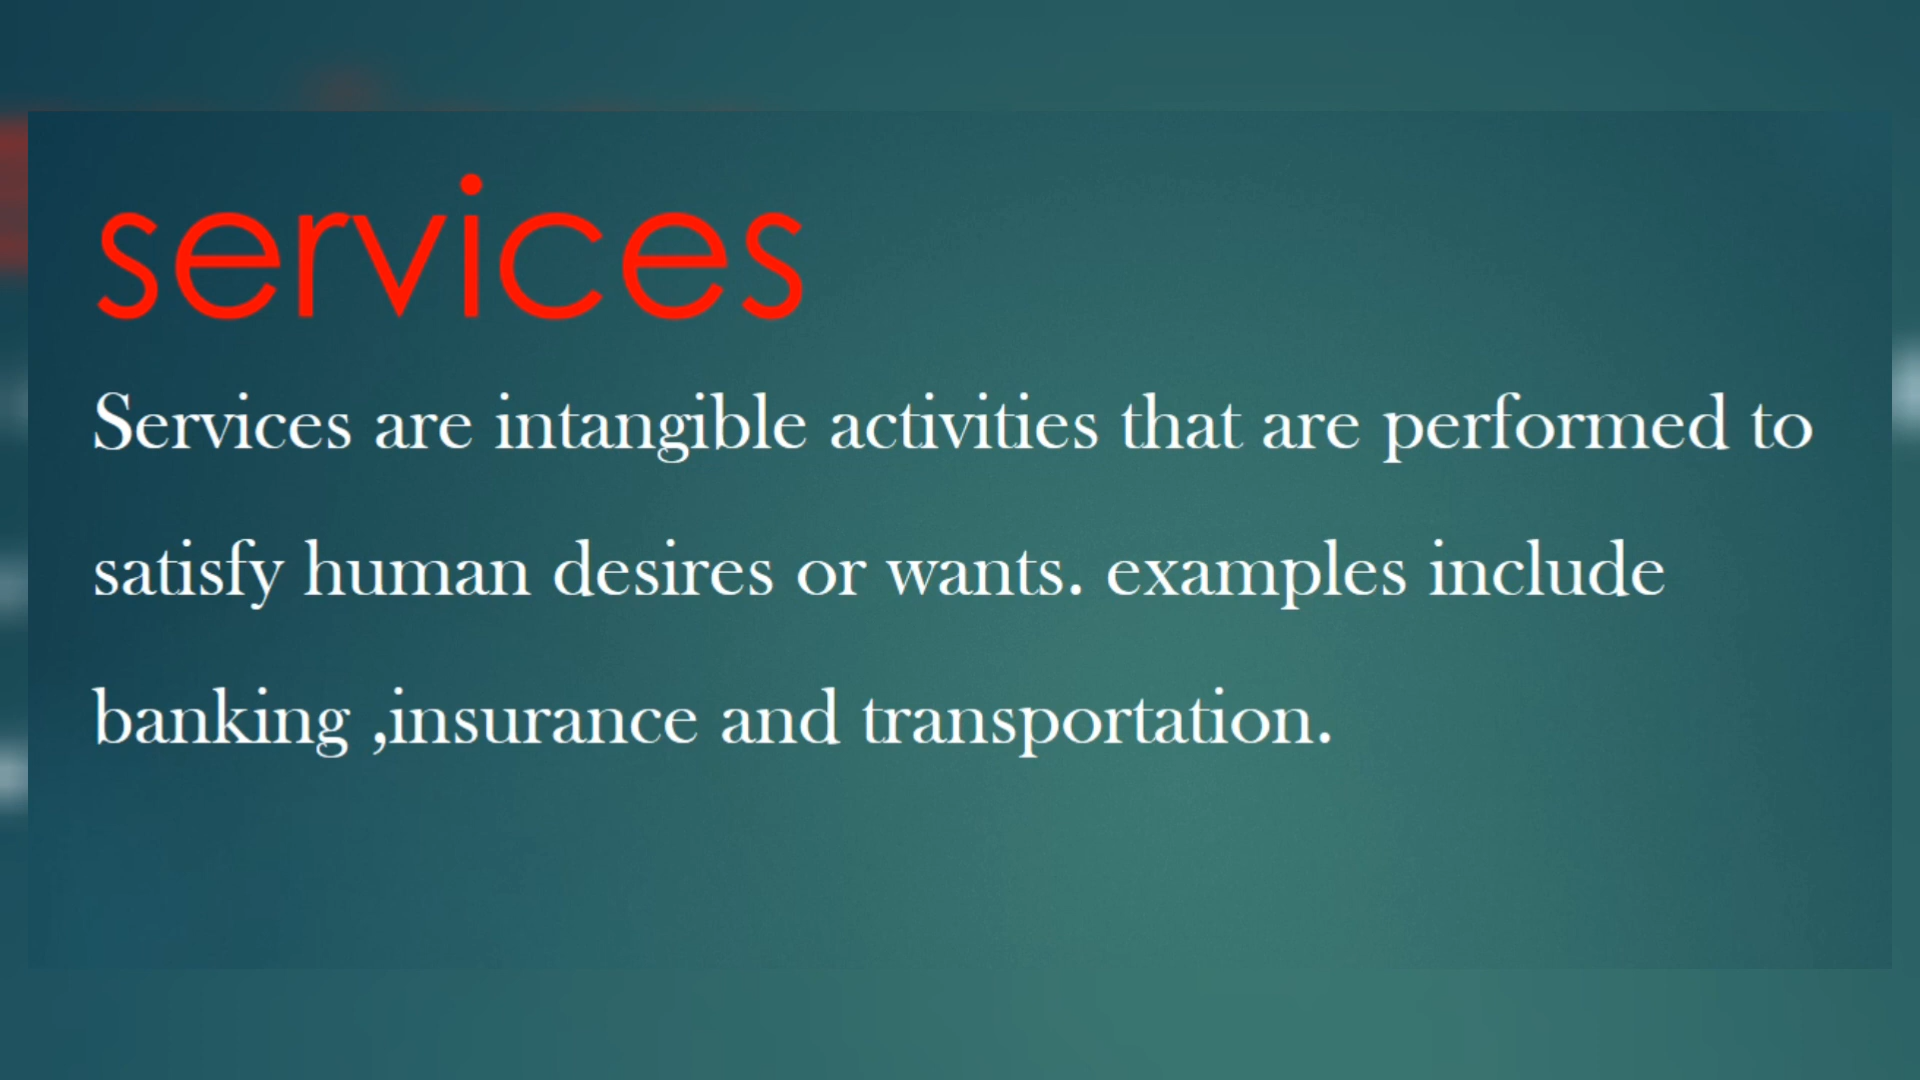 services
Services are intangible activities that are performed to
satisfy human desires or wants. examples include
banking ,insurance and transportation.